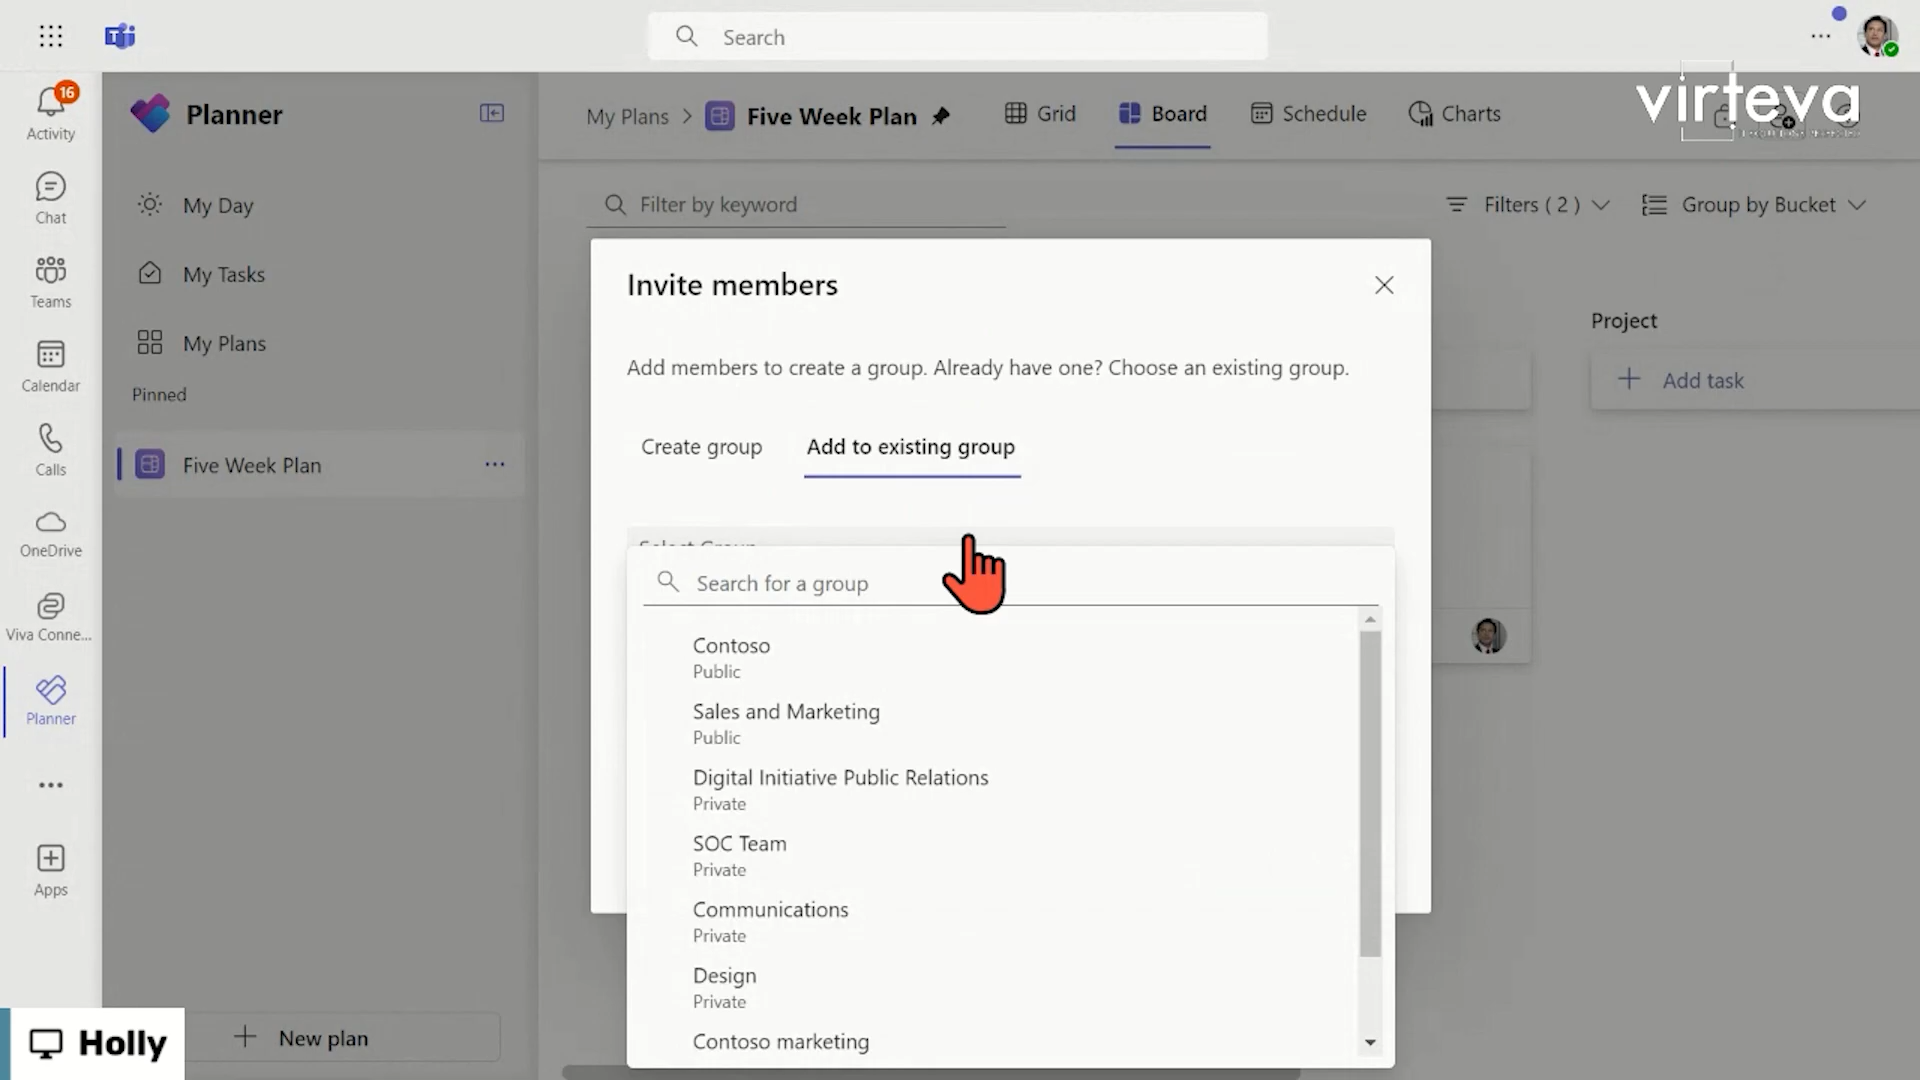 Search
16
Activity
Chat
Teams
Calendar
Calls
OneDrive
Viva Conne...
Planner
Apps
Planner
My Day
My Tasks
My Plans
Pinned
Five Week Plan
New plan
Holly
My Plans > Five Week Plan
Grid
Board
Schedule
Charts
virteva
Filter by keyword
Filters ( 2 )
Group by Bucket
Invite members
Add members to create a group. Already have one? Choose an existing group.
Create group
Add to existing group
Select Group
Search for a group
Contoso
Public
Sales and Marketing
Public
Digital Initiative Public Relations
Private
SOC Team
Private
Communications
Private
Design
Private
Contoso marketing
Project
Add task